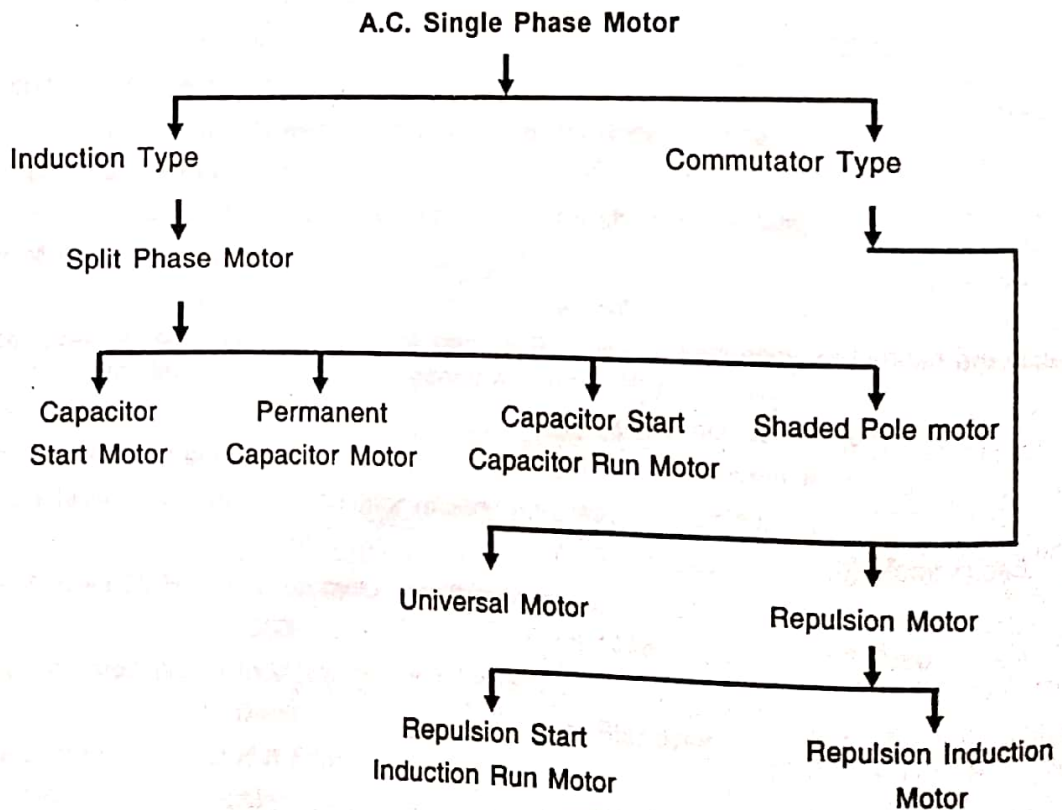 A.C. Single Phase Motor
Induction Type
Commutator Type
Split Phase Motor
Capacitor
Start Motor
Permanent
Capacitor Motor
Capacitor Start
Capacitor Run Motor
Shaded Pole motor
Universal Motor
Repulsion Motor
Repulsion Start
Induction Run Motor
Repulsion Induction
Motor